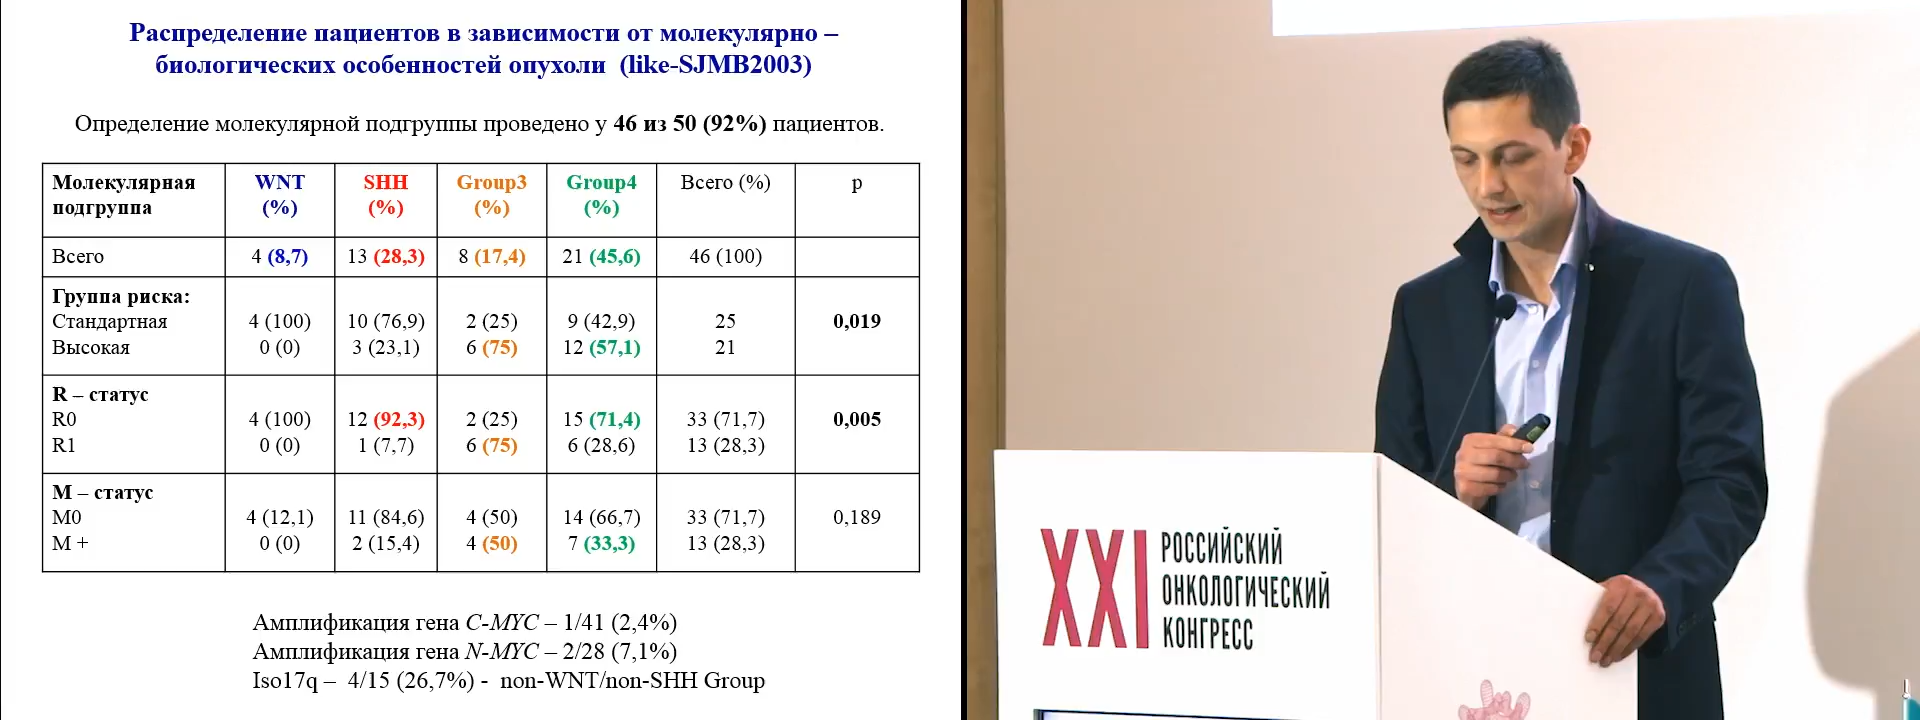 Распределение пациентов в зависимости от молекулярно –
биологических особенностей опухоли (like-SJMB2003)
Определение молекулярной подгруппы проведено у 46 из 50 (92%) пациентов.
Молекулярная подгруппа WNT (%) SHH (%) Group3 (%) Group4 (%) Всего (%) p
Всего 4 (8,7) 13 (28,3) 8 (17,4) 21 (45,6) 46 (100)
Группа риска:
Стандартная 4 (100) 10 (76,9) 2 (25) 9 (42,9) 25 0,019
Высокая 0 (0) 3 (23,1) 6 (75) 12 (57,1) 21
R – статус
R0 4 (100) 12 (92,3) 2 (25) 15 (71,4) 33 (71,7) 0,005
R1 0 (0) 1 (7,7) 6 (75) 6 (28,6) 13 (28,3)
M – статус
M0 4 (12,1) 11 (84,6) 4 (50) 14 (66,7) 33 (71,7) 0,189
M + 0 (0) 2 (15,4) 4 (50) 7 (33,3) 13 (28,3)
Амплификация гена C-MYC – 1/41 (2,4%)
Амплификация гена N-MYC – 2/28 (7,1%)
Iso17q – 4/15 (26,7%) - non-WNT/non-SHH Group
XXI РОССИЙСКИЙ
ОНКОЛОГИЧЕСКИЙ
КОНГРЕСС